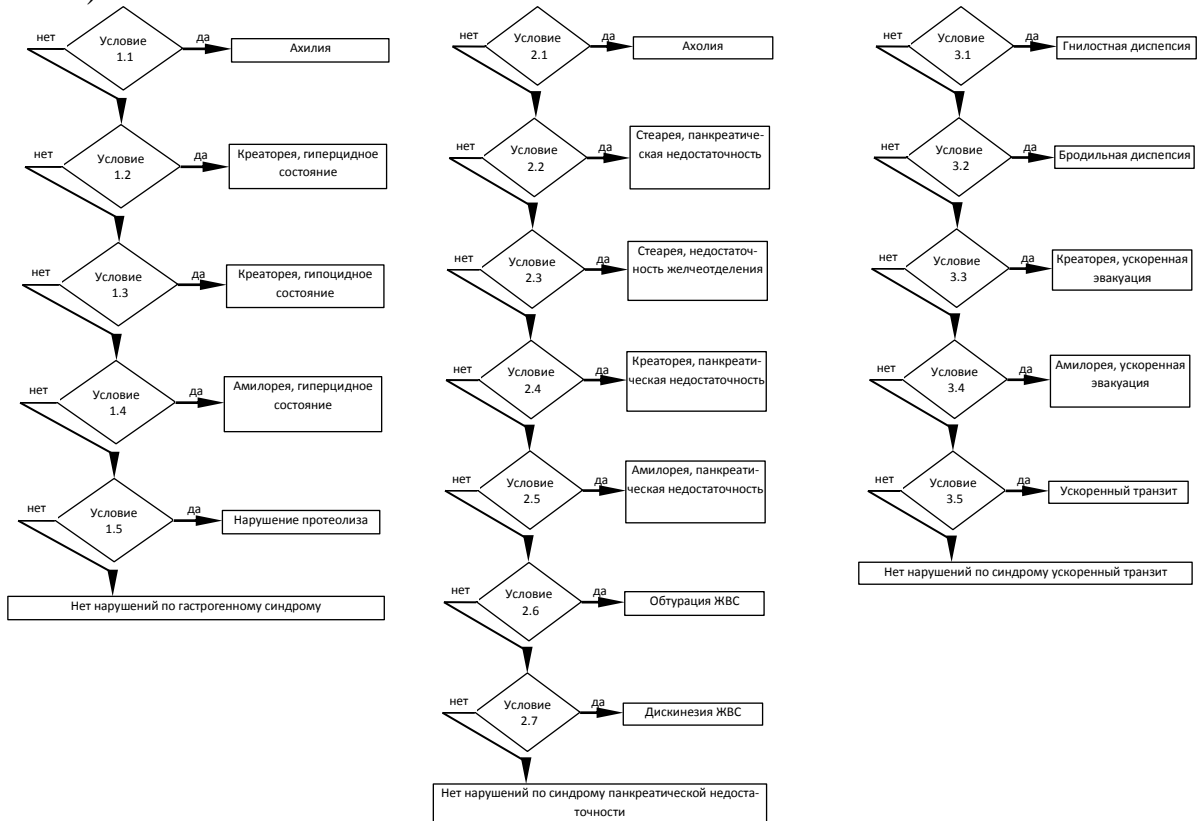 )
нет
Условие
1.1
да
Ахилия
нет
Условие
1.2
да
Креаторея, гиперцидное
состояние
нет
Условие
1.3
да
Креаторея, гипоцидное
состояние
нет
Условие
1.4
да
Амилорея, гиперцидное
состояние
нет
Условие
1.5
да
Нарушение протеолиза
Нет нарушений по гастрогенному синдрому
нет
Условие
2.1
да
Ахолия
нет
Условие
2.2
да
Стеарея, панкреатиче-
ская недостаточность
нет
Условие
2.3
да
Стеарея, недостаточ-
ность желчеотделения
нет
Условие
2.4
да
Креаторея, панкреати-
ческая недостаточность
нет
Условие
2.5
да
Амилорея, панкреати-
ческая недостаточность
нет
Условие
2.6
да
Обтурация ЖВС
нет
Условие
2.7
да
Дискинезия ЖВС
Нет нарушений по синдрому панкреатической недоста-
точности
нет
Условие
3.1
да
Гнилостная диспепсия
нет
Условие
3.2
да
Бродильная диспепсия
нет
Условие
3.3
да
Креаторея, ускоренная
эвакуация
нет
Условие
3.4
да
Амилорея, ускоренная
эвакуация
нет
Условие
3.5
да
Ускоренный транзит
Нет нарушений по синдрому ускоренный транзит